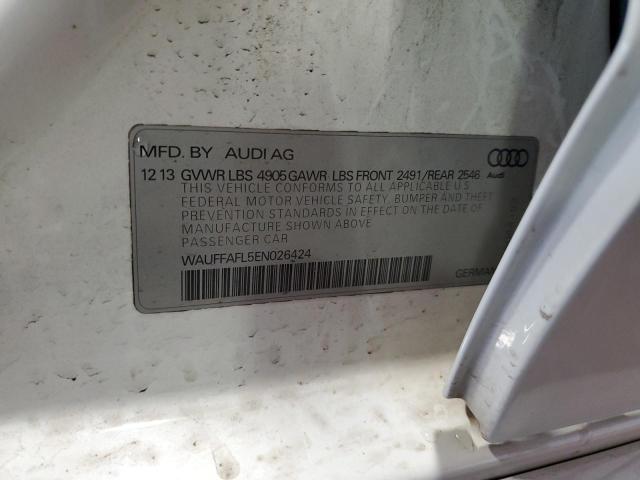 MFD. BY AUDI AG
12 13 GVWR LBS 4905 GAWR LBS FRONT 2491/REAR 2546 Audi
THIS VEHICLE CONFORMS TO ALL APPLICABLE U.S
FEDERAL MOTOR VEHICLE SAFETY, BUMPER AND THEFT
PREVENTION STANDARDS IN EFFECT ON THE DATE OF
MANUFACTURE SHOWN ABOVE
PASSENGER CAR
WAUFFAFL5EN026424
GERMAN